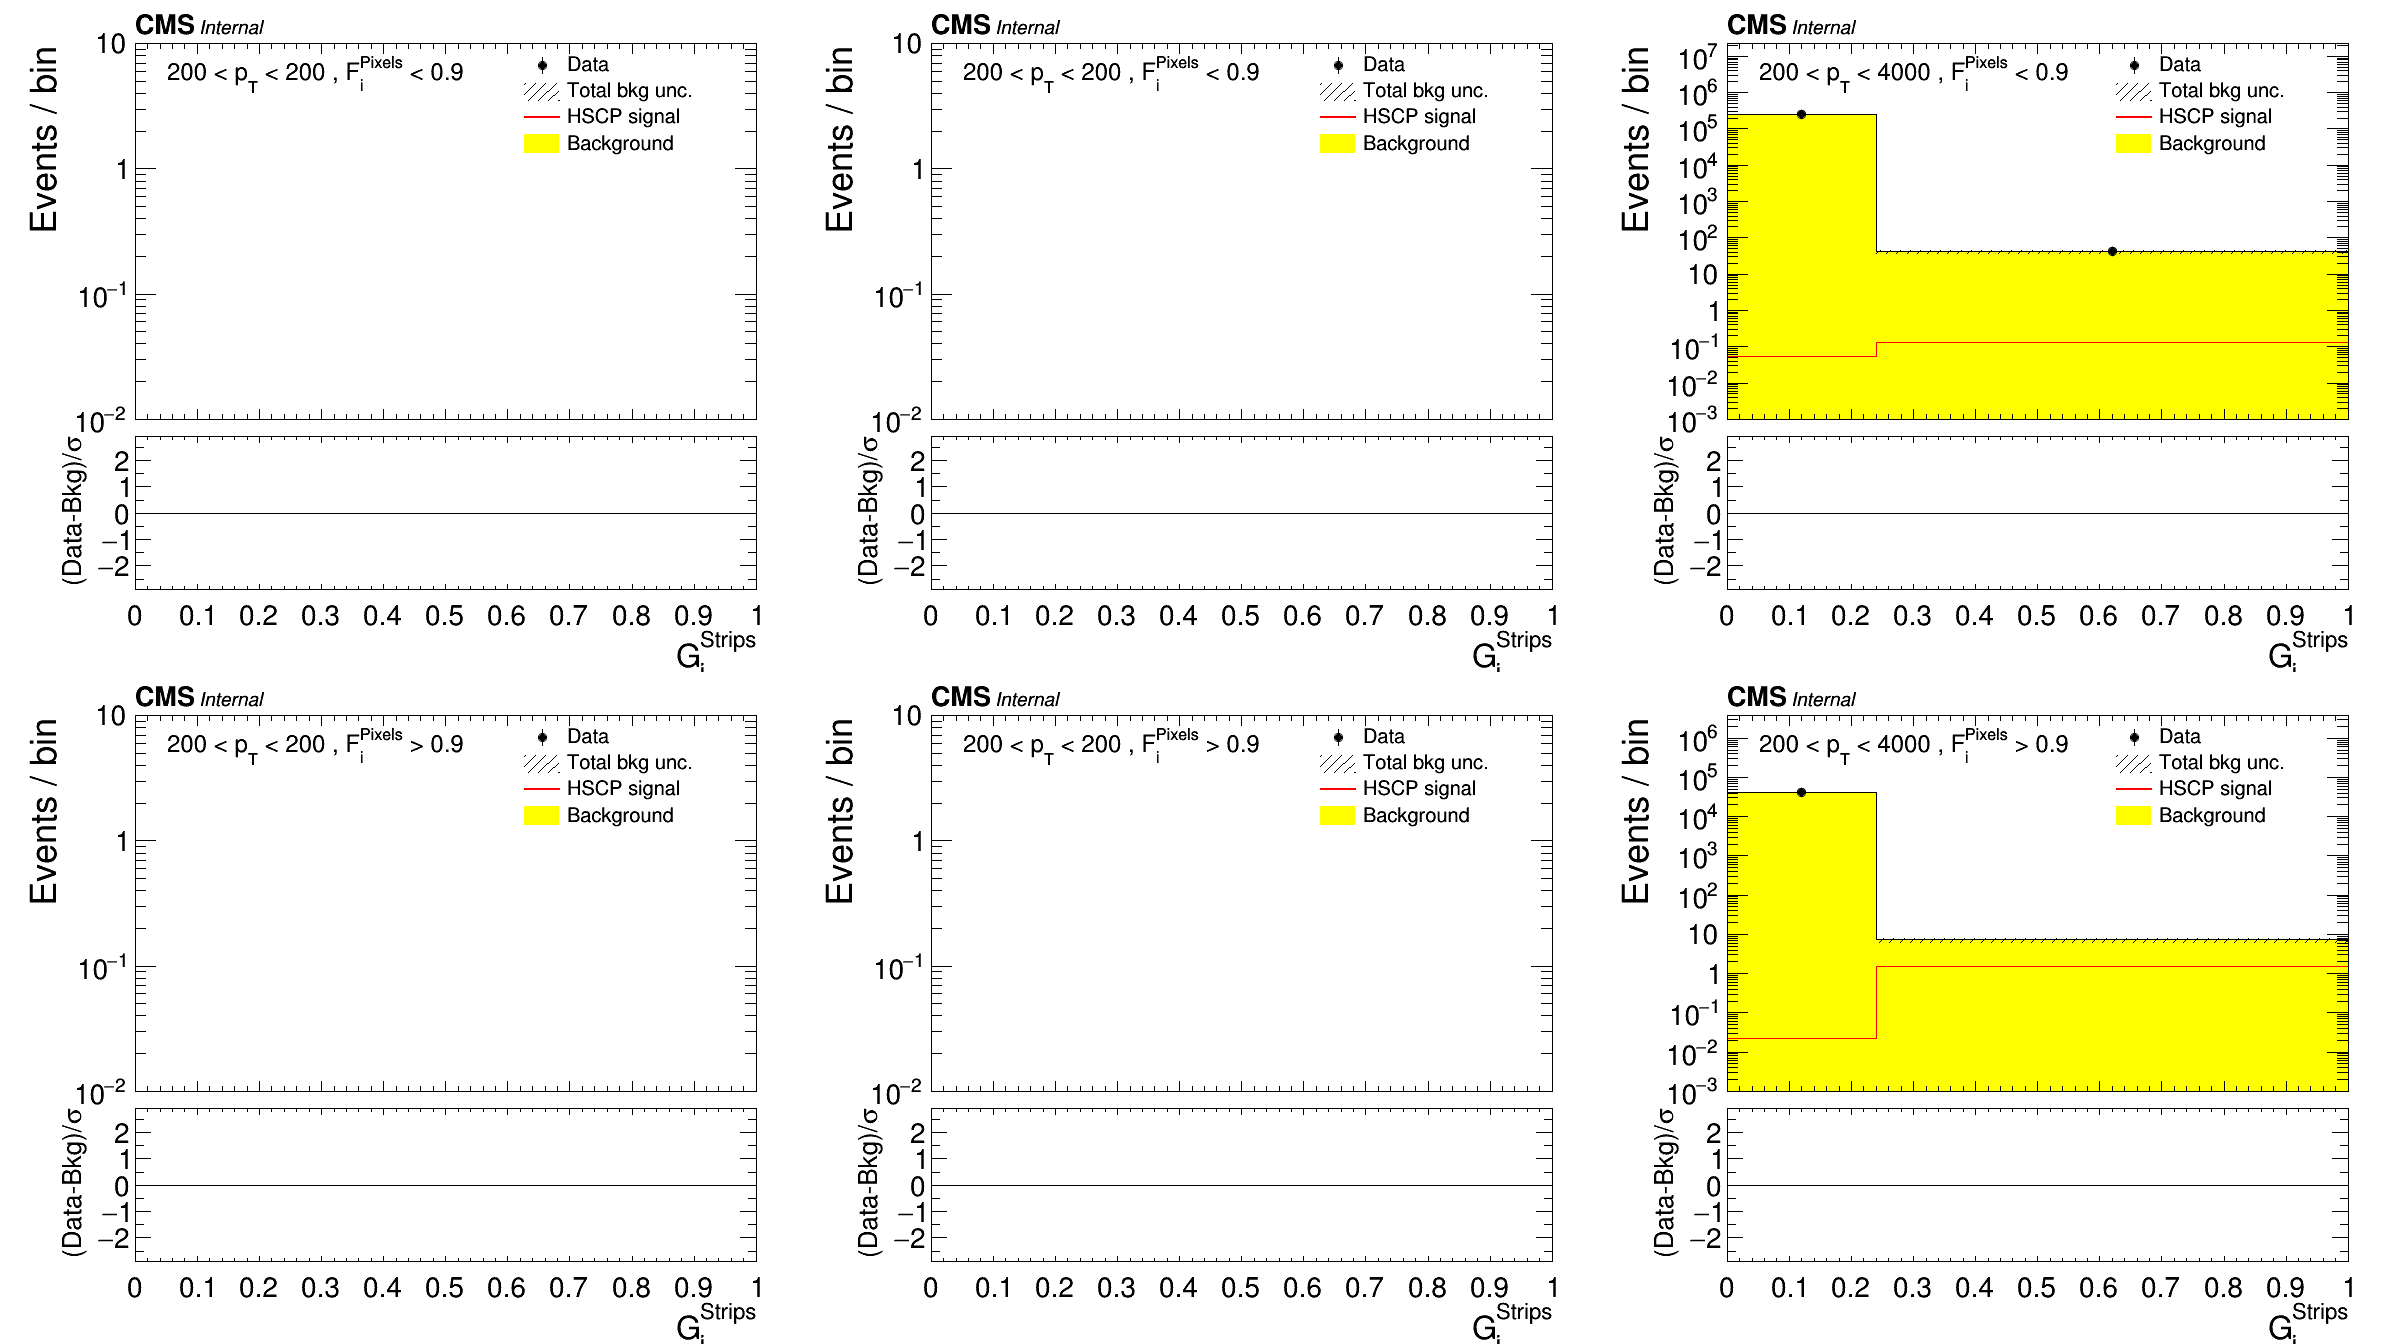 CMS Internal
200 < p_T < 200 , F_i^Pixels < 0.9
Data
Total bkg unc.
HSCP signal
Background
Events / bin
10
1
10^−1
10^−2
(Data-Bkg)/σ
2
1
0
−1
−2
0 0.1 0.2 0.3 0.4 0.5 0.6 0.7 0.8 0.9 1
G_i^Strips
CMS Internal
200 < p_T < 200 , F_i^Pixels < 0.9
Data
Total bkg unc.
HSCP signal
Background
Events / bin
10
1
10^−1
10^−2
(Data-Bkg)/σ
2
1
0
−1
−2
0 0.1 0.2 0.3 0.4 0.5 0.6 0.7 0.8 0.9 1
G_i^Strips
CMS Internal
200 < p_T < 4000 , F_i^Pixels < 0.9
Data
Total bkg unc.
HSCP signal
Background
Events / bin
10^7
10^6
10^5
10^4
10^3
10^2
10
1
10^−1
10^−2
10^−3
(Data-Bkg)/σ
2
1
0
−1
−2
0 0.1 0.2 0.3 0.4 0.5 0.6 0.7 0.8 0.9 1
G_i^Strips
CMS Internal
200 < p_T < 200 , F_i^Pixels > 0.9
Data
Total bkg unc.
HSCP signal
Background
Events / bin
10
1
10^−1
10^−2
(Data-Bkg)/σ
2
1
0
−1
−2
0 0.1 0.2 0.3 0.4 0.5 0.6 0.7 0.8 0.9 1
G_i^Strips
CMS Internal
200 < p_T < 200 , F_i^Pixels > 0.9
Data
Total bkg unc.
HSCP signal
Background
Events / bin
10
1
10^−1
10^−2
(Data-Bkg)/σ
2
1
0
−1
−2
0 0.1 0.2 0.3 0.4 0.5 0.6 0.7 0.8 0.9 1
G_i^Strips
CMS Internal
200 < p_T < 4000 , F_i^Pixels > 0.9
Data
Total bkg unc.
HSCP signal
Background
Events / bin
10^6
10^5
10^4
10^3
10^2
10
1
10^−1
10^−2
10^−3
(Data-Bkg)/σ
2
1
0
−1
−2
0 0.1 0.2 0.3 0.4 0.5 0.6 0.7 0.8 0.9 1
G_i^Strips